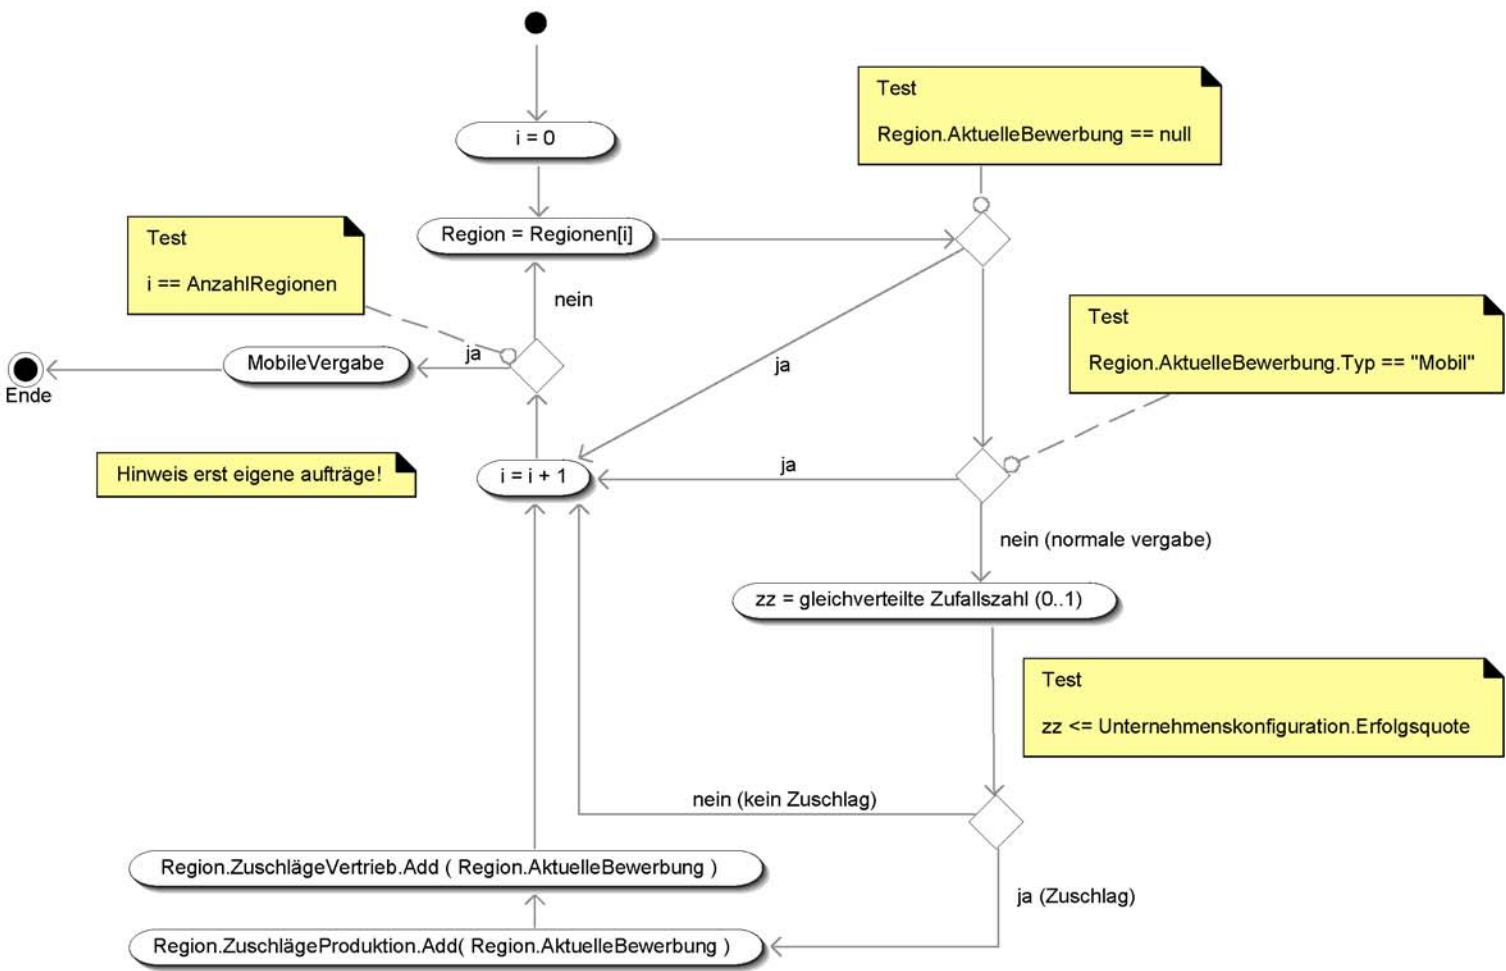 i = 0
Test
Region.AktuelleBewerbung == null
Region = Regionen[i]
Test
i == AnzahlRegionen
nein
Test
Region.AktuelleBewerbung.Typ == "Mobil"
MobileVergabe
ja
ja
Ende
Hinweis erst eigene aufträge!
i = i + 1
ja
nein (normale vergabe)
zz = gleichverteilte Zufallszahl (0..1)
Test
zz <= Unternehmenskonfiguration.Erfolgsquote
nein (kein Zuschlag)
Region.ZuschlägeVertrieb.Add ( Region.AktuelleBewerbung )
ja (Zuschlag)
Region.ZuschlägeProduktion.Add( Region.AktuelleBewerbung )